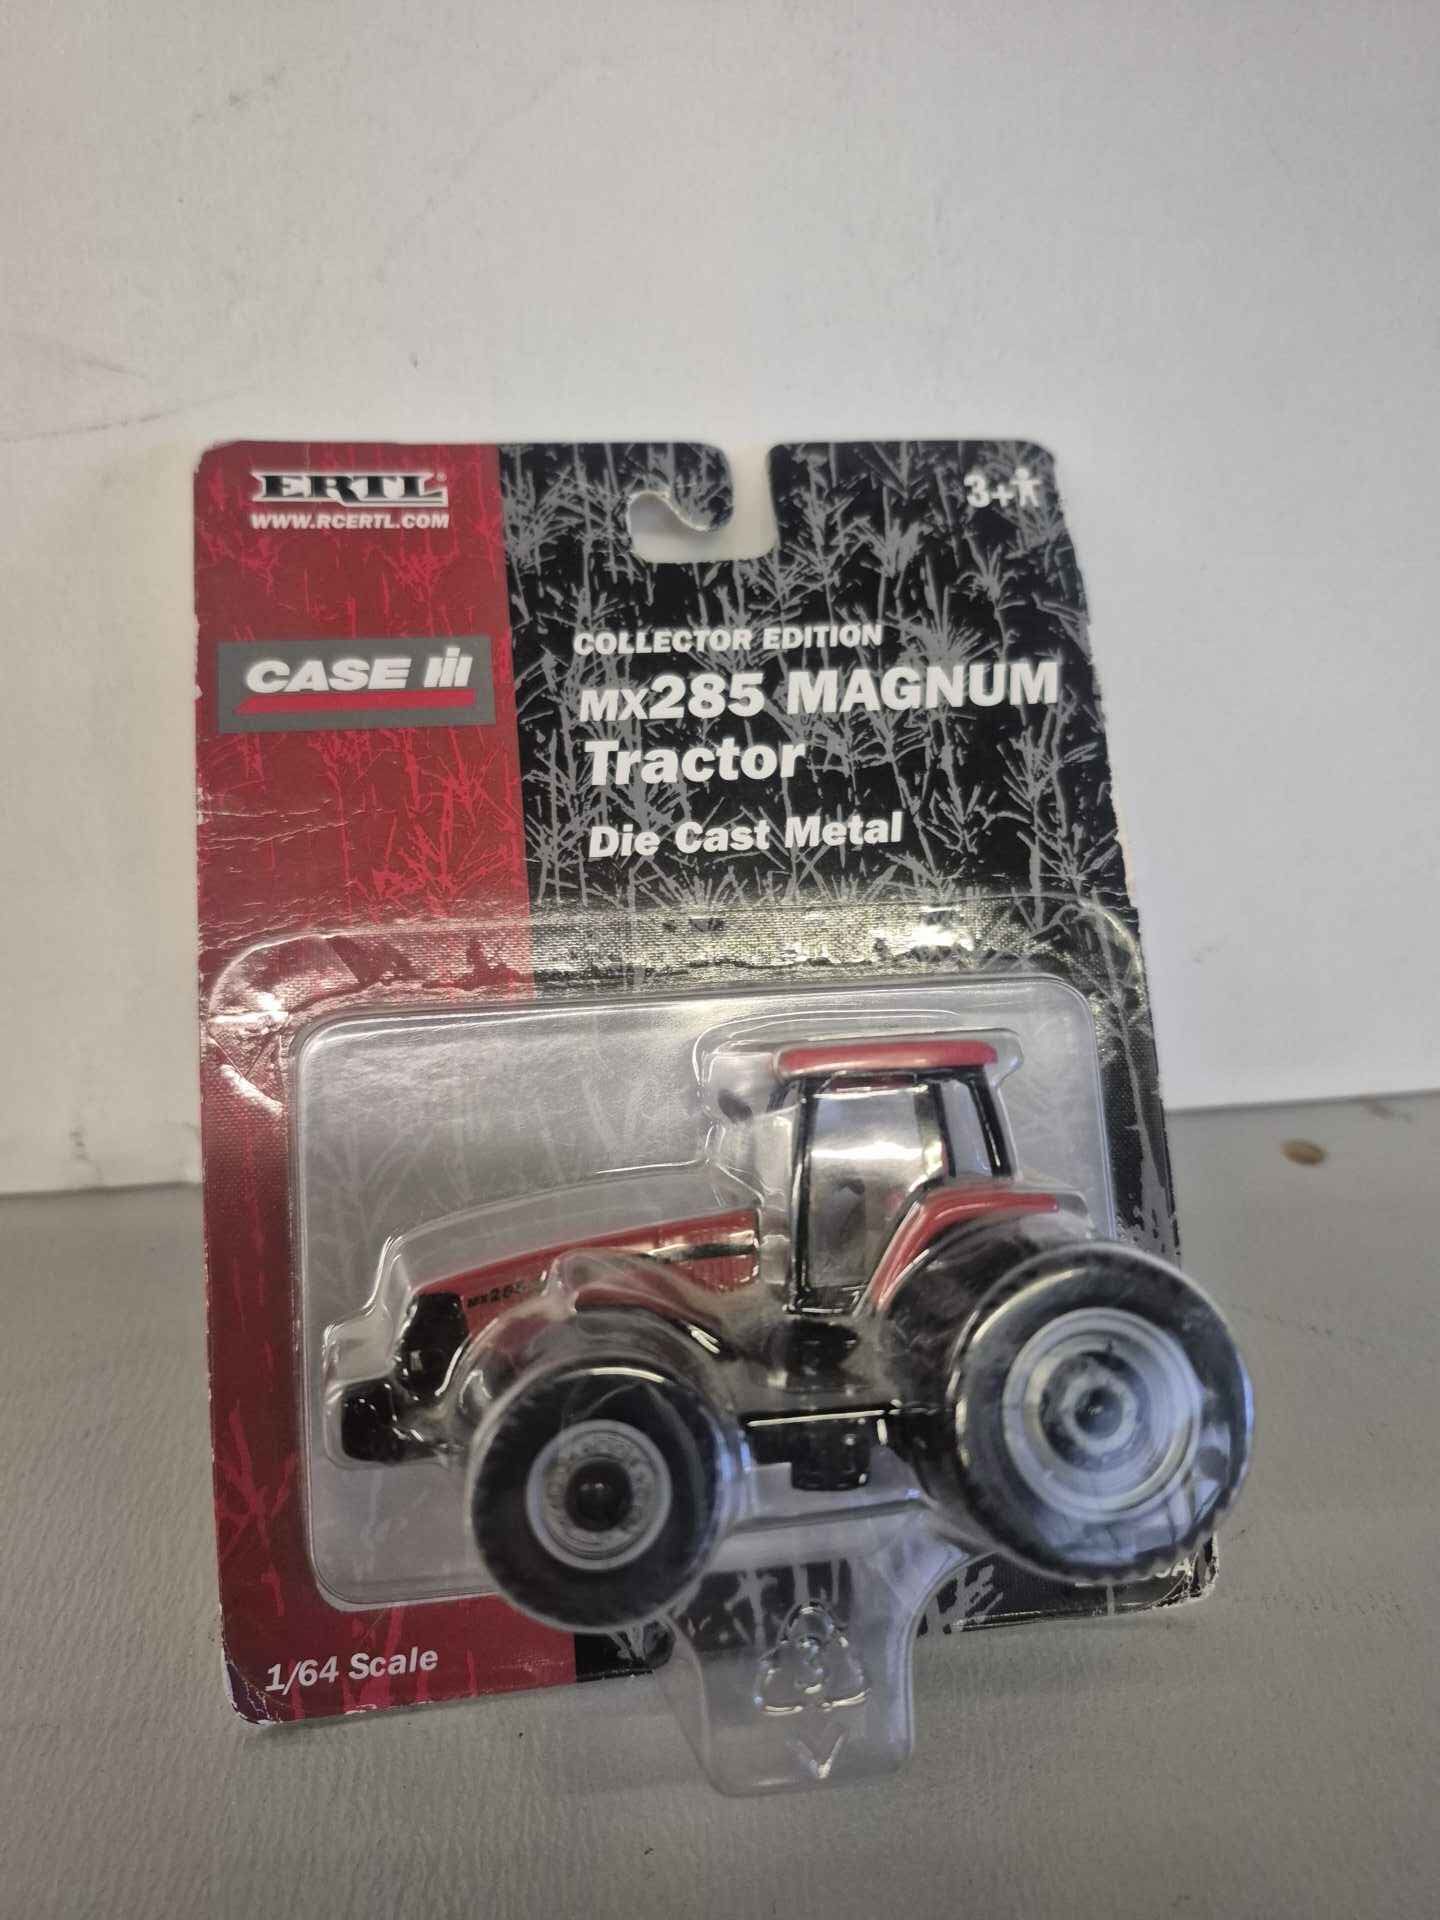 ERTL®
WWW.RCERTL.COM
3+
CASE IH
COLLECTOR EDITION
MX285 MAGNUM
Tractor
Die Cast Metal
MX285
1/64 Scale
3
V